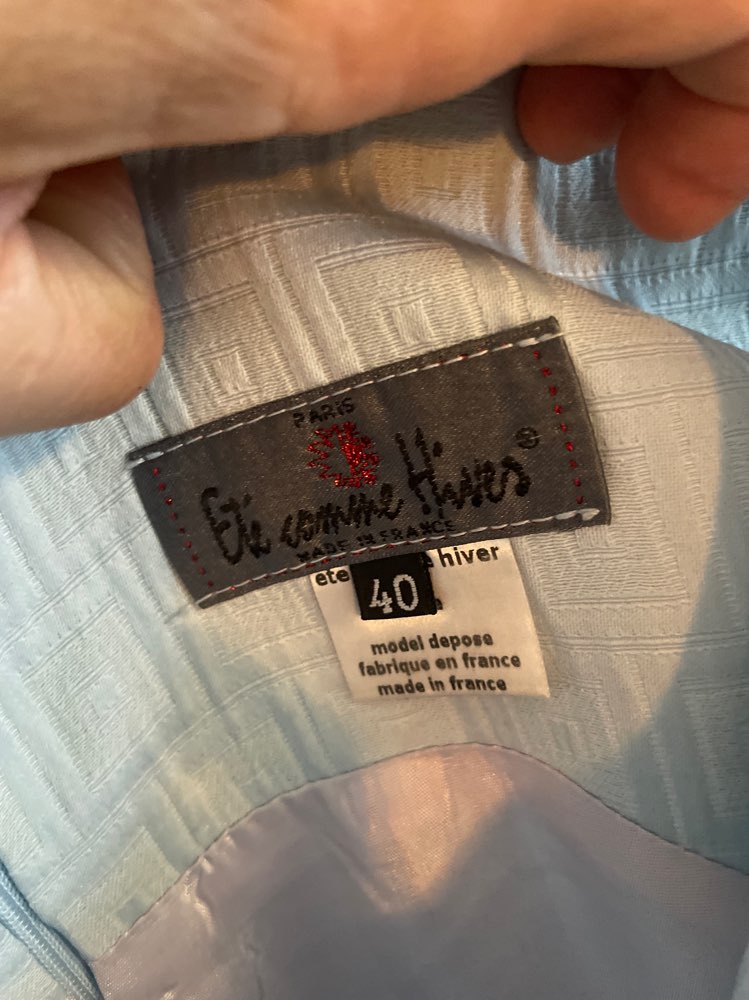 PARIS
Eté comme Hiver®
MADE IN FRANCE
ete hiver
40
model depose
fabrique en france
made in france